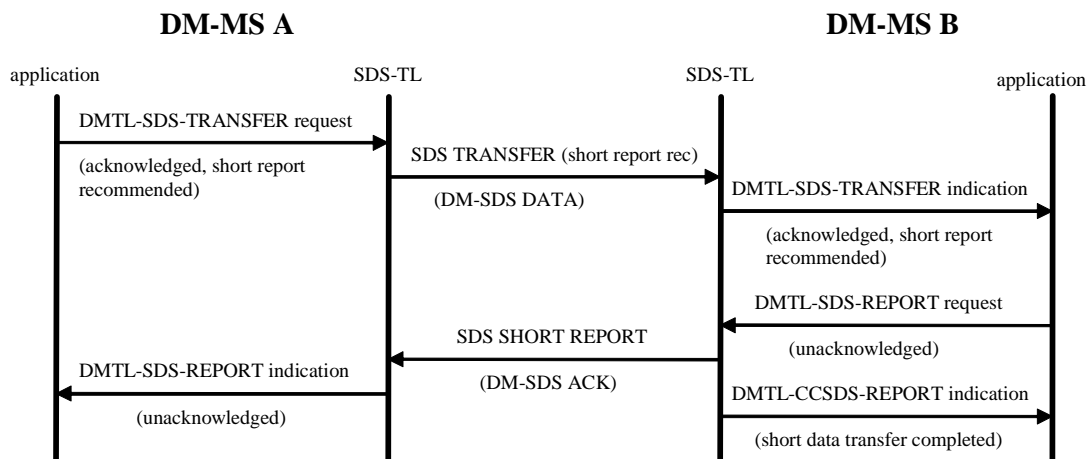 DM-MS A
DM-MS B
application
SDS-TL
SDS-TL
application
DMTL-SDS-TRANSFER request
(acknowledged, short report
recommended)
SDS TRANSFER (short report rec)
(DM-SDS DATA)
DMTL-SDS-TRANSFER indication
(acknowledged, short report
recommended)
DMTL-SDS-REPORT request
(unacknowledged)
SDS SHORT REPORT
(DM-SDS ACK)
DMTL-SDS-REPORT indication
(unacknowledged)
DMTL-CCSDS-REPORT indication
(short data transfer completed)